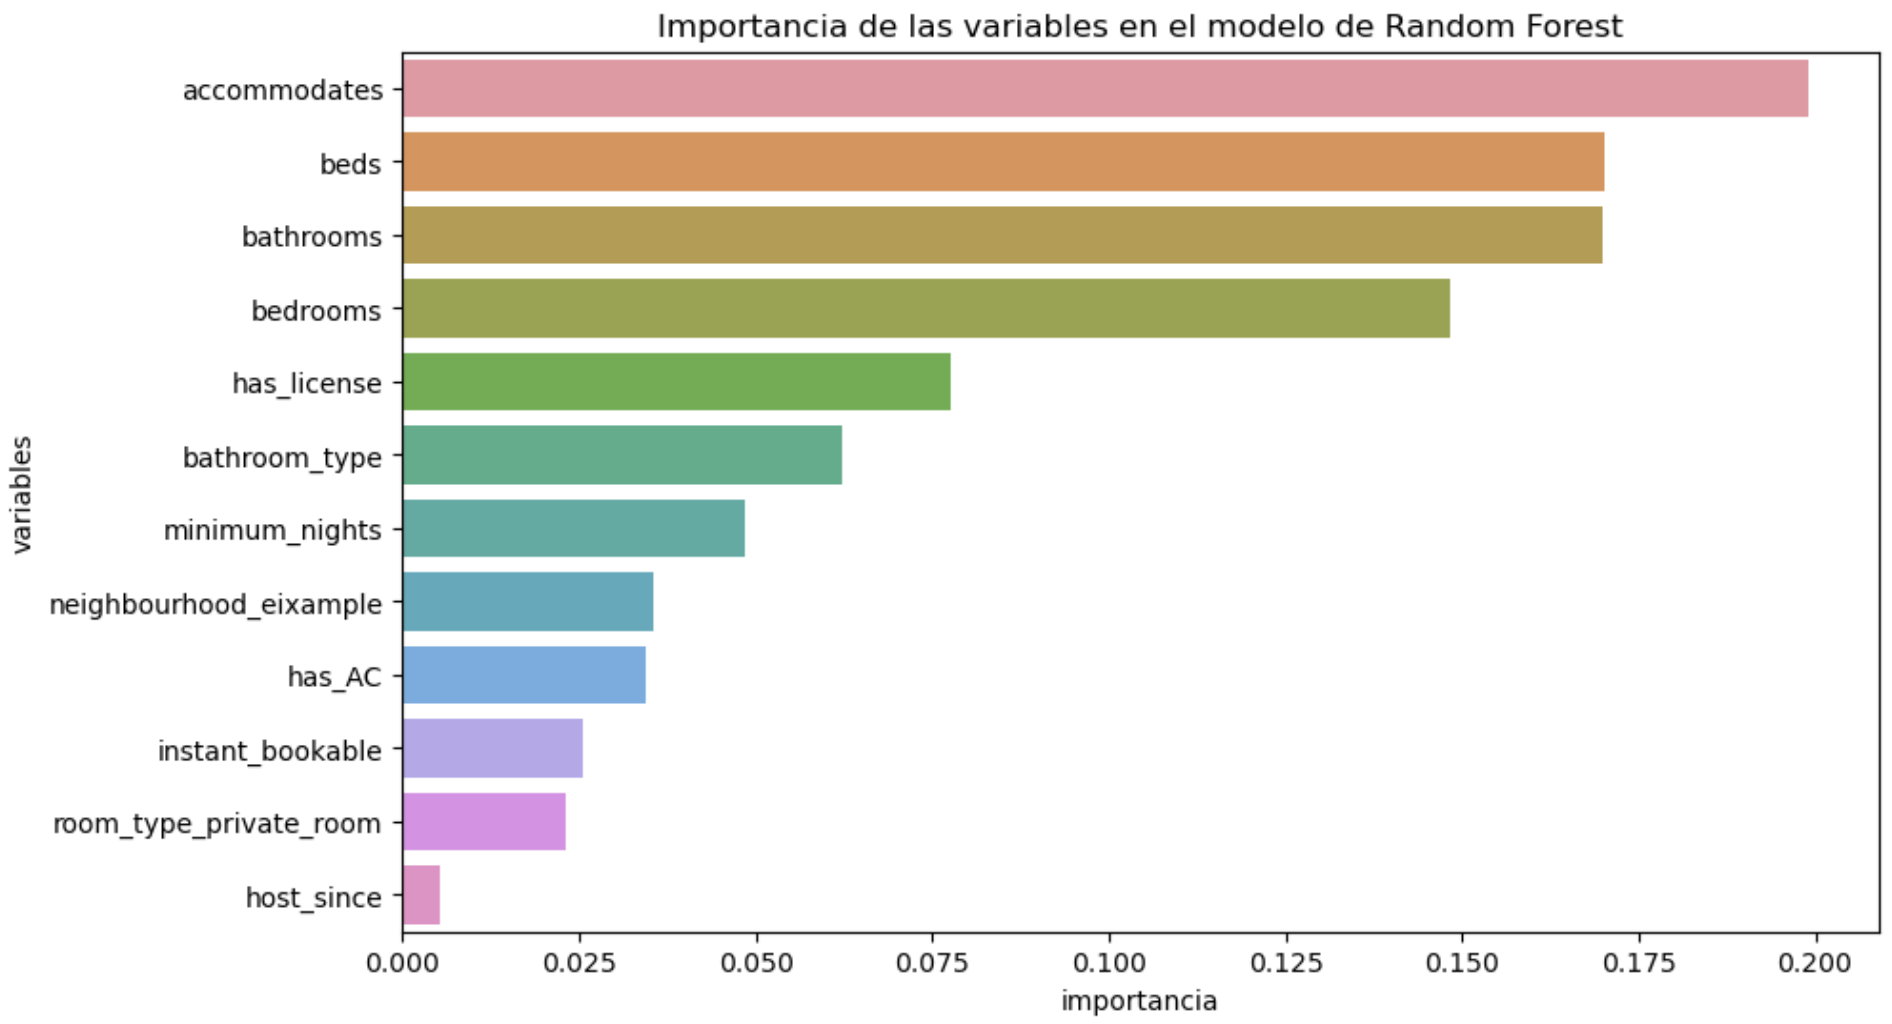 Importancia de las variables en el modelo de Random Forest
accommodates
beds
bathrooms
bedrooms
has_license
bathroom_type
minimum_nights
neighbourhood_eixample
has_AC
instant_bookable
room_type_private_room
host_since
variables
0.000 0.025 0.050 0.075 0.100 0.125 0.150 0.175 0.200
importancia